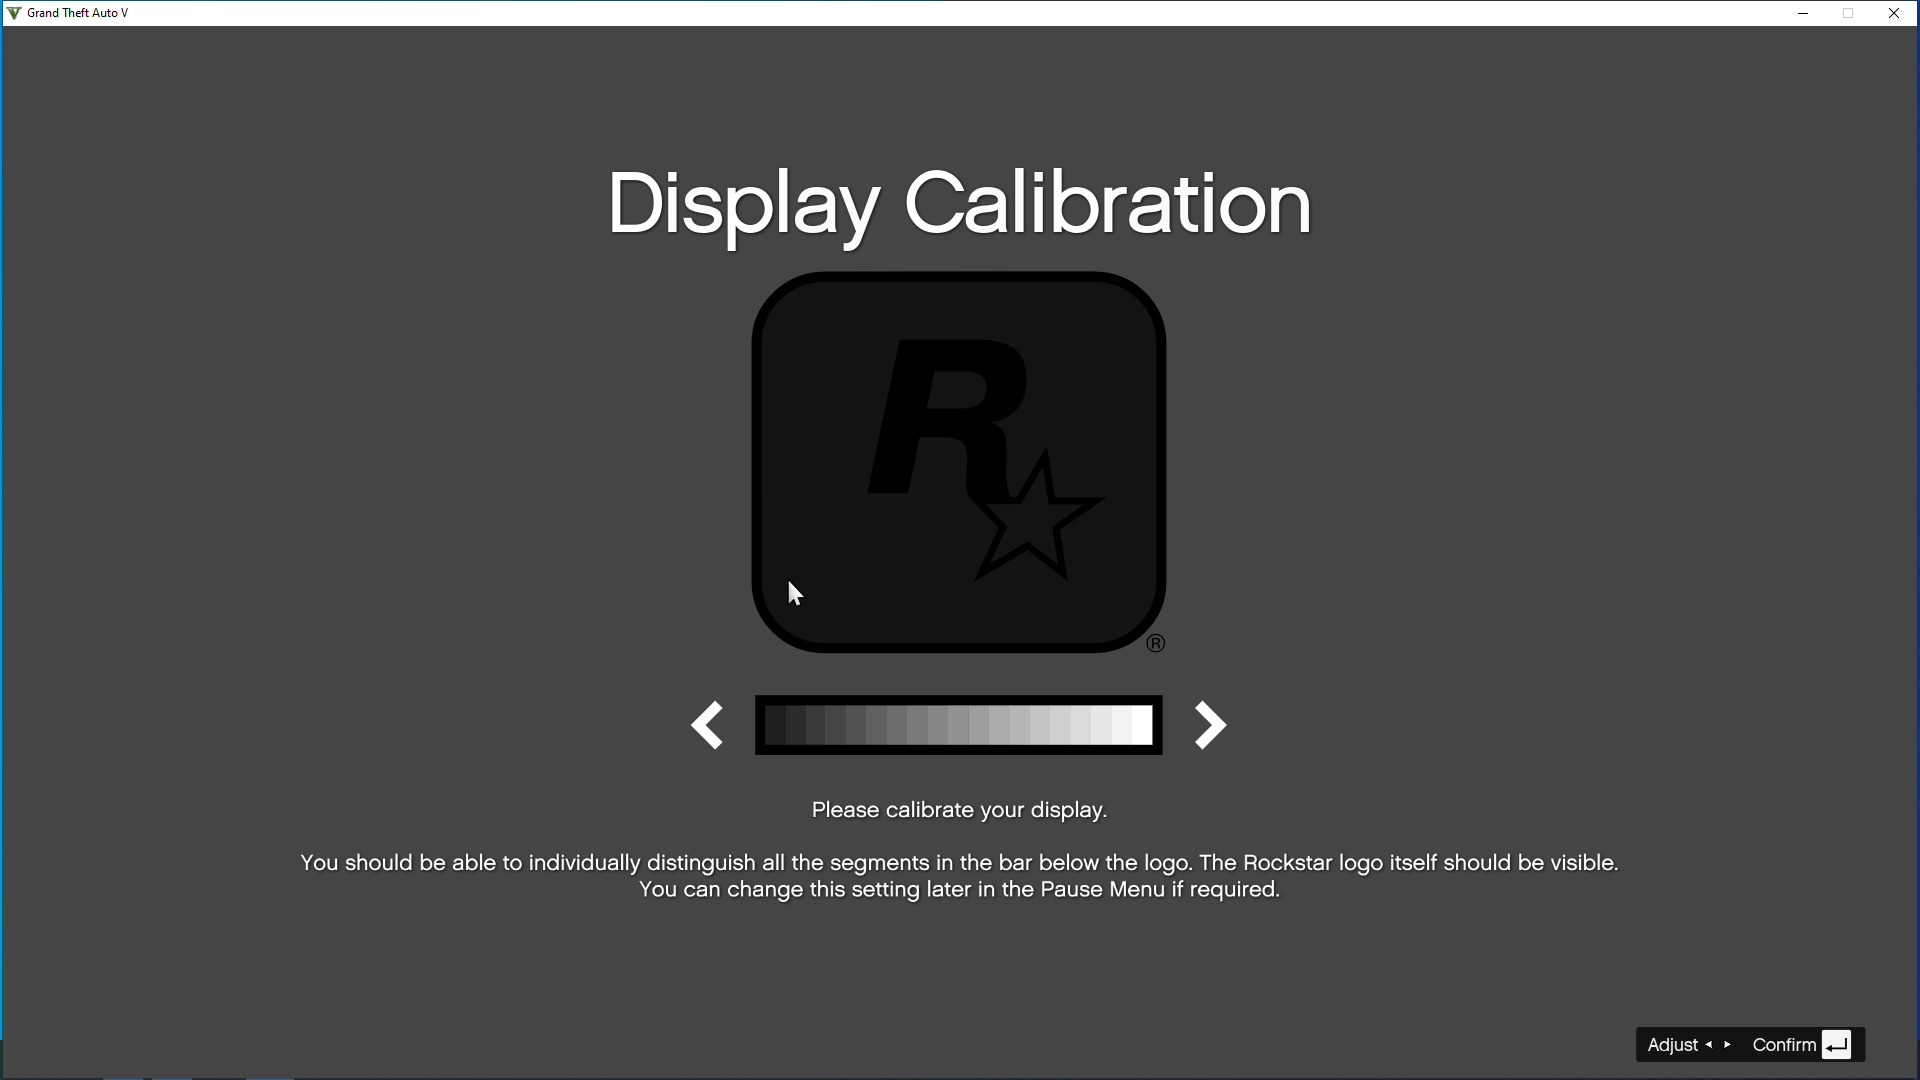 Grand Theft Auto V
Display Calibration
R
®
Please calibrate your display.
You should be able to individually distinguish all the segments in the bar below the logo. The Rockstar logo itself should be visible.
You can change this setting later in the Pause Menu if required.
Adjust Confirm